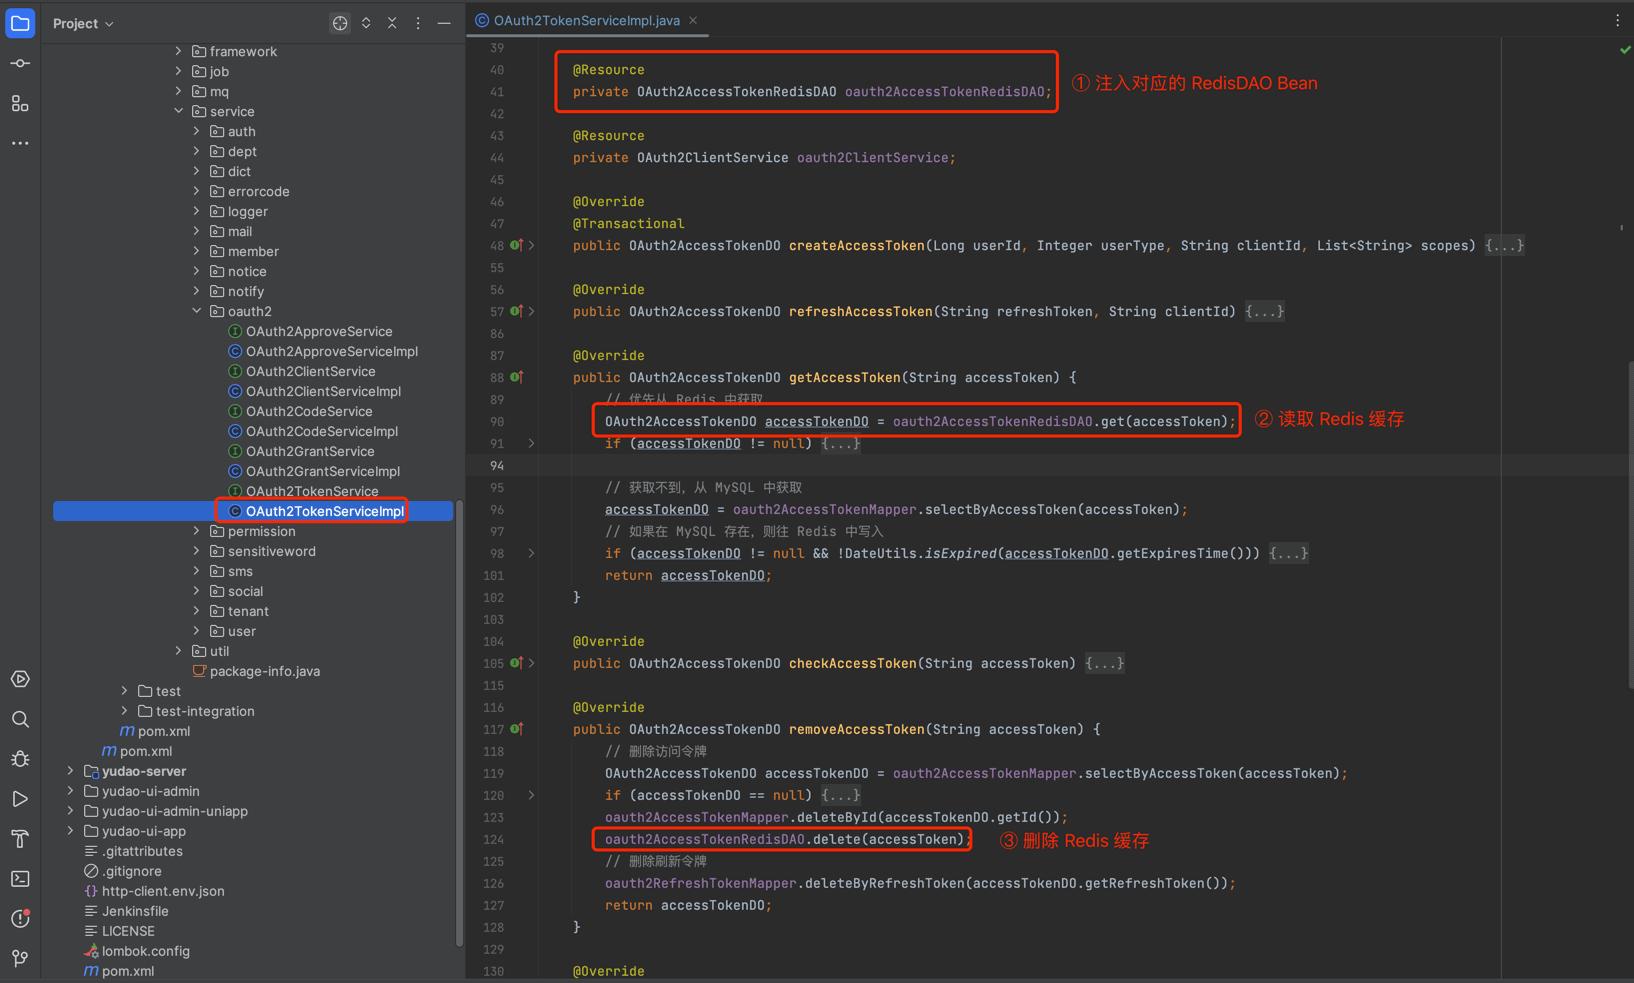 Project
framework
job
mq
service
auth
dept
dict
errorcode
logger
mail
member
notice
notify
oauth2
OAuth2ApproveService
OAuth2ApproveServiceImpl
OAuth2ClientService
OAuth2ClientServiceImpl
OAuth2CodeService
OAuth2CodeServiceImpl
OAuth2GrantService
OAuth2GrantServiceImpl
OAuth2TokenService
OAuth2TokenServiceImpl
permission
sensitiveword
sms
social
tenant
user
util
package-info.java
test
test-integration
pom.xml
pom.xml
yudao-server
yudao-ui-admin
yudao-ui-admin-uniapp
yudao-ui-app
.gitattributes
.gitignore
http-client.env.json
Jenkinsfile
LICENSE
lombok.config
pom.xml
OAuth2TokenServiceImpl.java
39
40 @Resource
41 private OAuth2AccessTokenRedisDAO oauth2AccessTokenRedisDAO;
① 注入对应的 RedisDAO Bean
42
43 @Resource
44 private OAuth2ClientService oauth2ClientService;
45
46 @Override
47 @Transactional
48 public OAuth2AccessTokenDO createAccessToken(Long userId, Integer userType, String clientId, List<String> scopes) {...}
55
56 @Override
57 public OAuth2AccessTokenDO refreshAccessToken(String refreshToken, String clientId) {...}
86
87 @Override
88 public OAuth2AccessTokenDO getAccessToken(String accessToken) {
89 // 优先从 Redis 中获取
90 OAuth2AccessTokenDO accessTokenDO = oauth2AccessTokenRedisDAO.get(accessToken);
② 读取 Redis 缓存
91 if (accessTokenDO != null) {...}
94
95 // 获取不到，从 MySQL 中获取
96 accessTokenDO = oauth2AccessTokenMapper.selectByAccessToken(accessToken);
97 // 如果在 MySQL 存在，则往 Redis 中写入
98 if (accessTokenDO != null && !DateUtils.isExpired(accessTokenDO.getExpiresTime())) {...}
101 return accessTokenDO;
102 }
103
104 @Override
105 public OAuth2AccessTokenDO checkAccessToken(String accessToken) {...}
115
116 @Override
117 public OAuth2AccessTokenDO removeAccessToken(String accessToken) {
118 // 删除访问令牌
119 OAuth2AccessTokenDO accessTokenDO = oauth2AccessTokenMapper.selectByAccessToken(accessToken);
120 if (accessTokenDO == null) {...}
123 oauth2AccessTokenMapper.deleteById(accessTokenDO.getId());
124 oauth2AccessTokenRedisDAO.delete(accessToken);
③ 删除 Redis 缓存
125 // 删除刷新令牌
126 oauth2RefreshTokenMapper.deleteByRefreshToken(accessTokenDO.getRefreshToken());
127 return accessTokenDO;
128 }
129
130 @Override